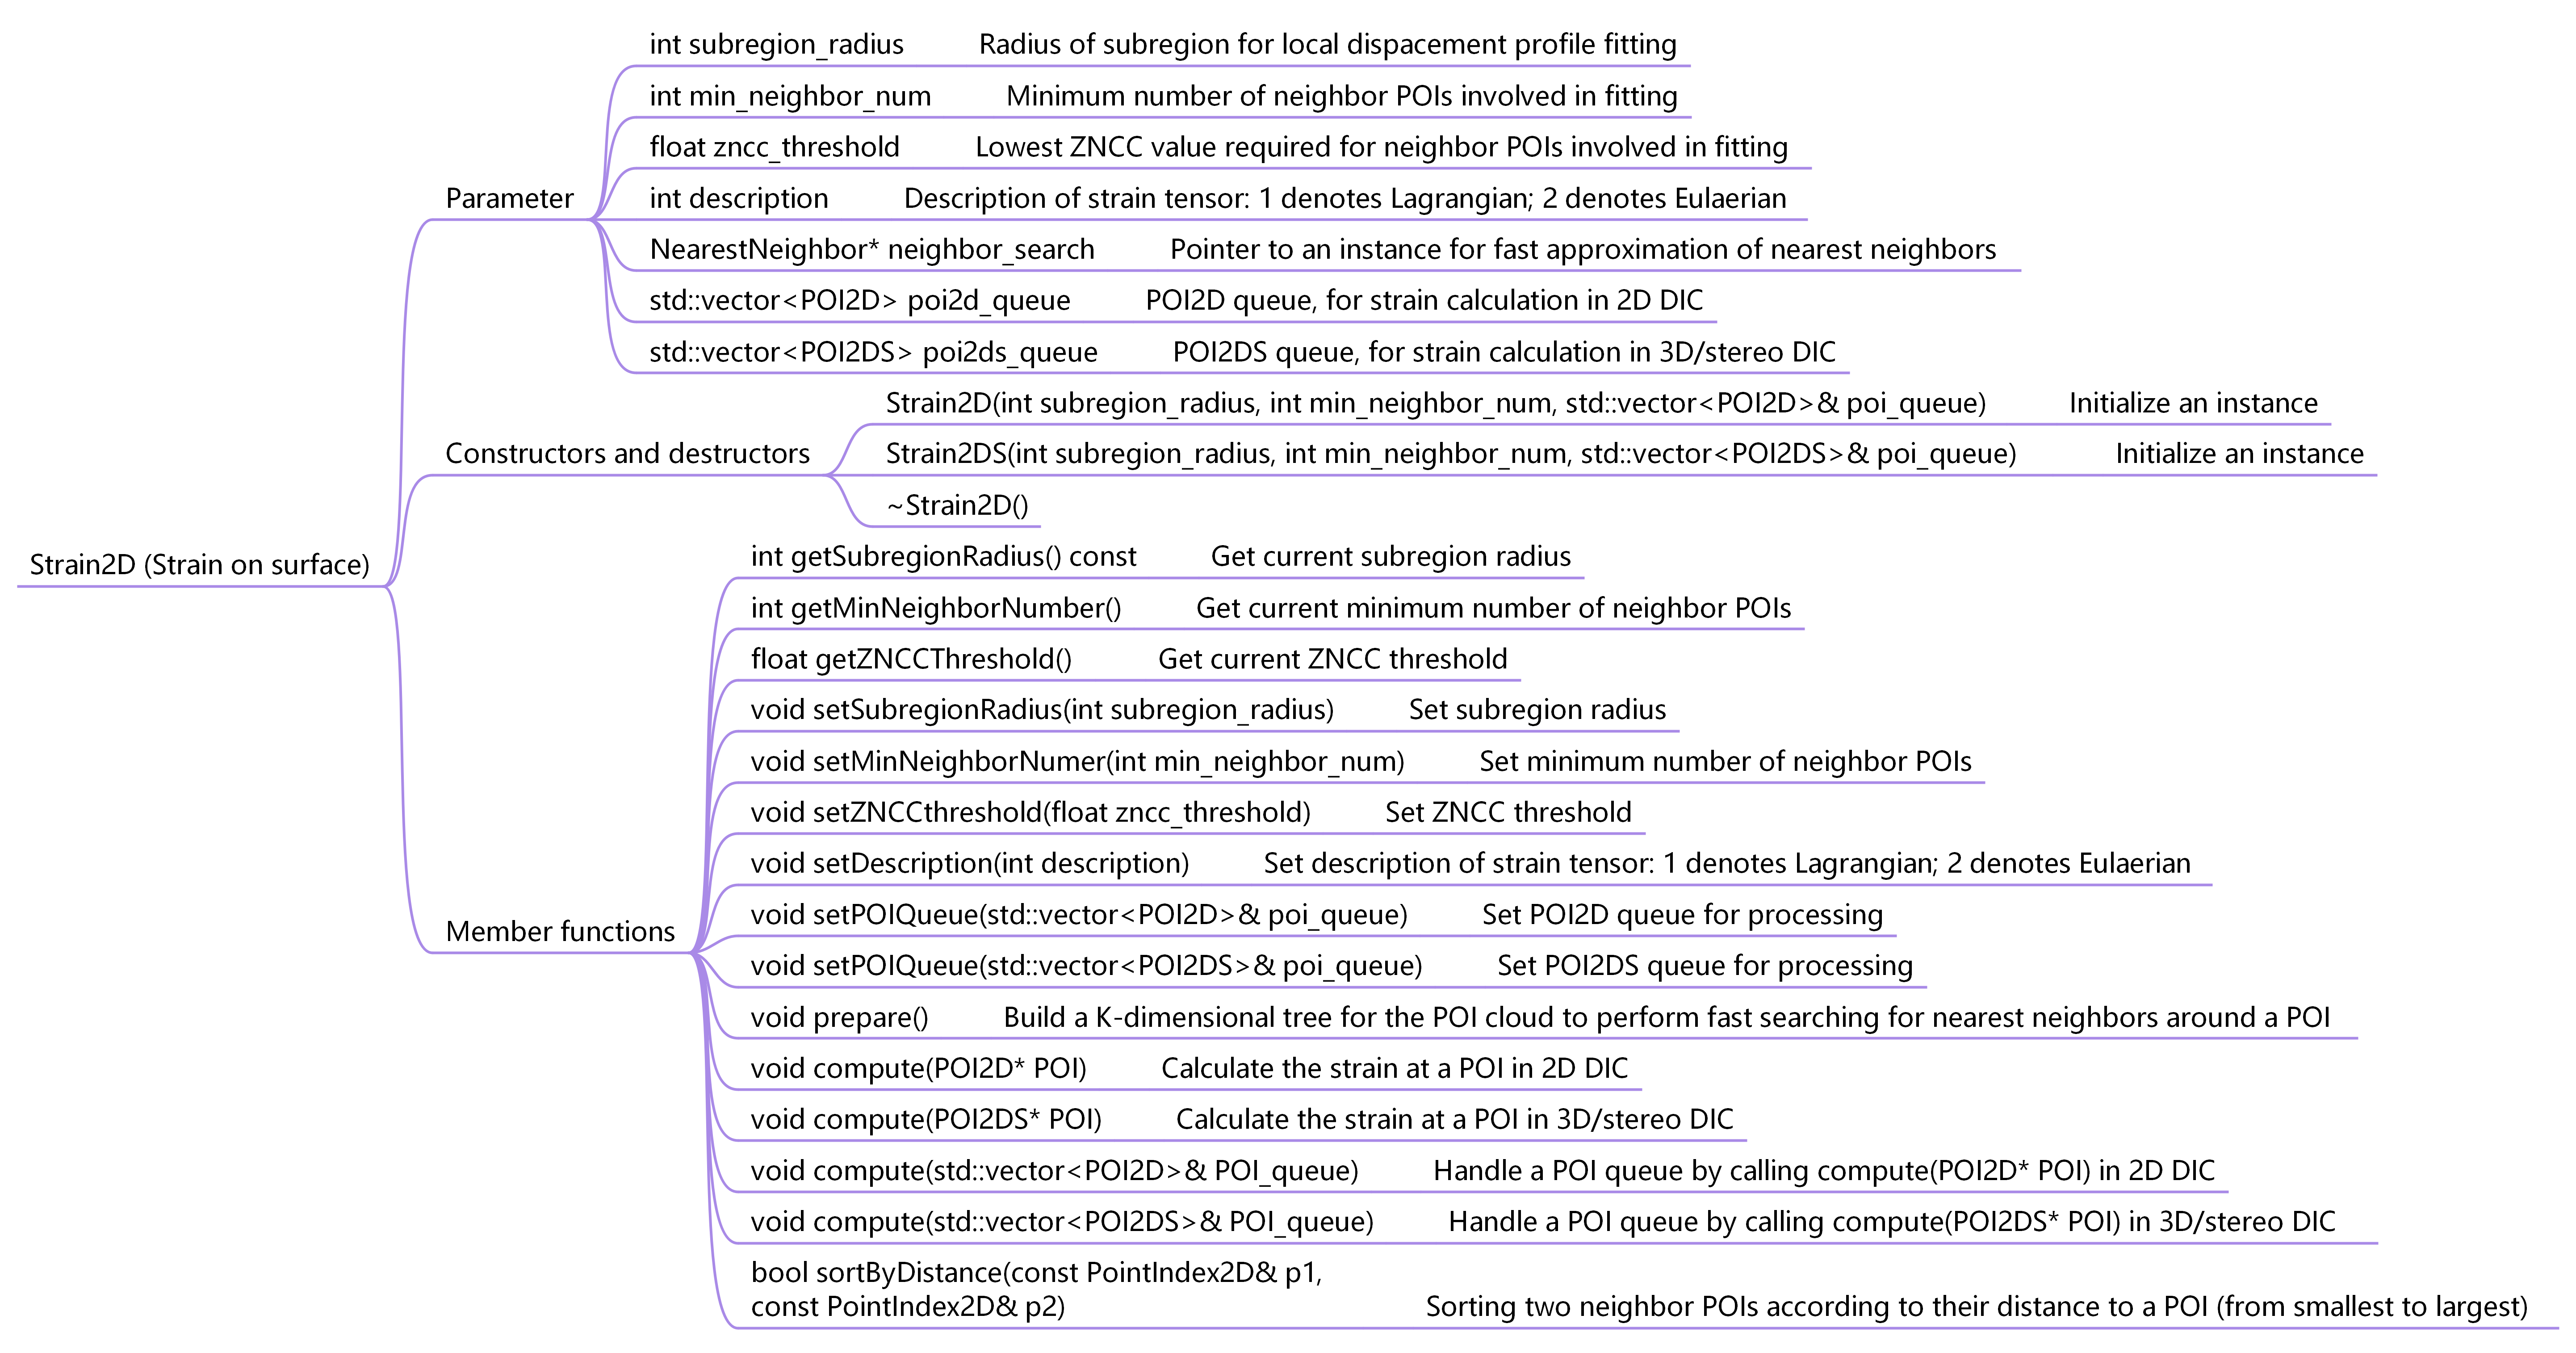 int subregion_radius Radius of subregion for local dispacement profile fitting
int min_neighbor_num Minimum number of neighbor POIs involved in fitting
float zncc_threshold Lowest ZNCC value required for neighbor POIs involved in fitting
Parameter int description Description of strain tensor: 1 denotes Lagrangian; 2 denotes Eulaerian
NearestNeighbor* neighbor_search Pointer to an instance for fast approximation of nearest neighbors
std::vector<POI2D> poi2d_queue POI2D queue, for strain calculation in 2D DIC
std::vector<POI2DS> poi2ds_queue POI2DS queue, for strain calculation in 3D/stereo DIC
Strain2D(int subregion_radius, int min_neighbor_num, std::vector<POI2D>& poi_queue) Initialize an instance
Constructors and destructors Strain2DS(int subregion_radius, int min_neighbor_num, std::vector<POI2DS>& poi_queue) Initialize an instance
~Strain2D()
Strain2D (Strain on surface) int getSubregionRadius() const Get current subregion radius
int getMinNeighborNumber() Get current minimum number of neighbor POIs
float getZNCCThreshold() Get current ZNCC threshold
void setSubregionRadius(int subregion_radius) Set subregion radius
void setMinNeighborNumer(int min_neighbor_num) Set minimum number of neighbor POIs
void setZNCCthreshold(float zncc_threshold) Set ZNCC threshold
void setDescription(int description) Set description of strain tensor: 1 denotes Lagrangian; 2 denotes Eulaerian
Member functions void setPOIQueue(std::vector<POI2D>& poi_queue) Set POI2D queue for processing
void setPOIQueue(std::vector<POI2DS>& poi_queue) Set POI2DS queue for processing
void prepare() Build a K-dimensional tree for the POI cloud to perform fast searching for nearest neighbors around a POI
void compute(POI2D* POI) Calculate the strain at a POI in 2D DIC
void compute(POI2DS* POI) Calculate the strain at a POI in 3D/stereo DIC
void compute(std::vector<POI2D>& POI_queue) Handle a POI queue by calling compute(POI2D* POI) in 2D DIC
void compute(std::vector<POI2DS>& POI_queue) Handle a POI queue by calling compute(POI2DS* POI) in 3D/stereo DIC
bool sortByDistance(const PointIndex2D& p1,
const PointIndex2D& p2) Sorting two neighbor POIs according to their distance to a POI (from smallest to largest)